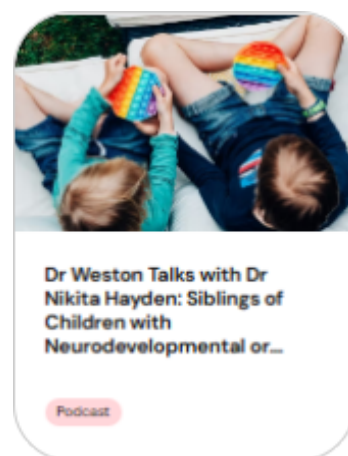 Dr Weston Talks with Dr
Nikita Hayden: Siblings of
Children with
Neurodevelopmental or...
Podcast